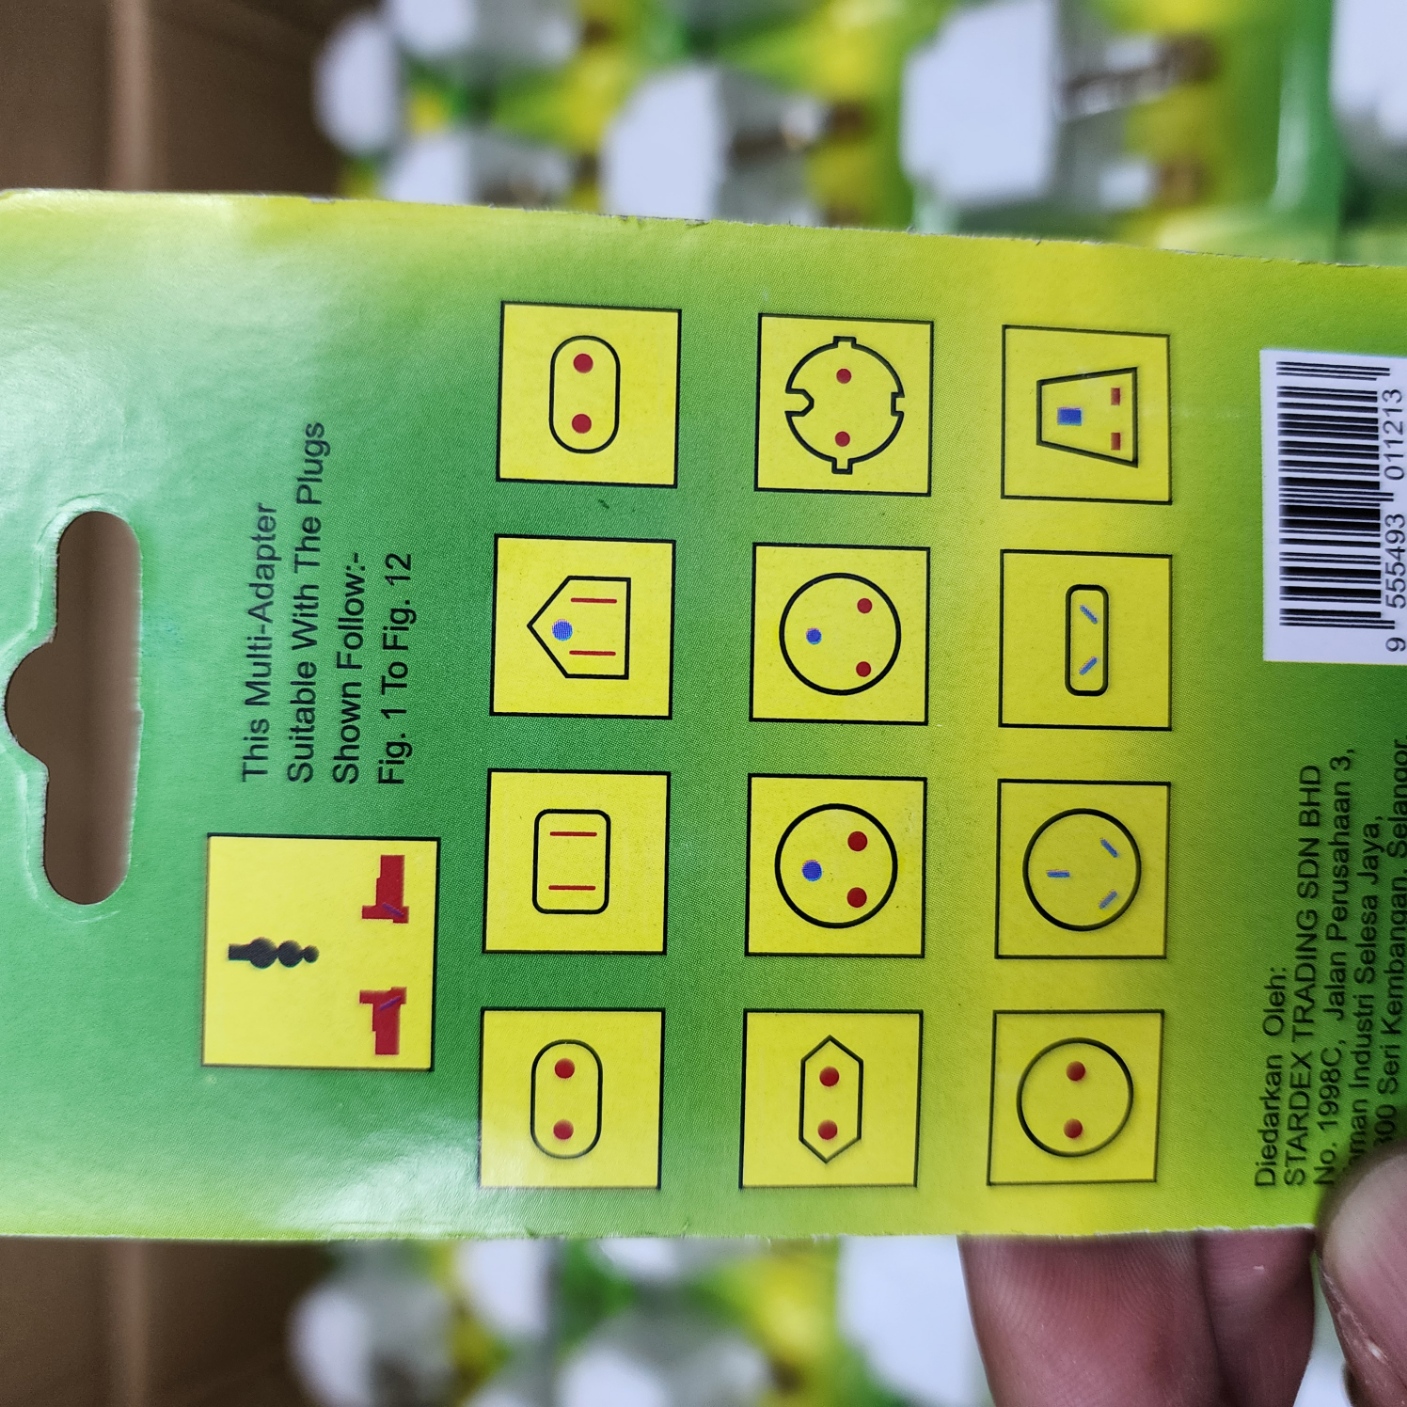 This Multi-Adapter
Suitable With The Plugs
Shown Follow:-
Fig. 1 To Fig. 12
Diedarkan Oleh:
STARDEX TRADING SDN BHD
No. 1998C, Jalan Perusahaan 3,
Industri Selesa Jaya,
Seri Kembangan, Selangor
9 555493 011213